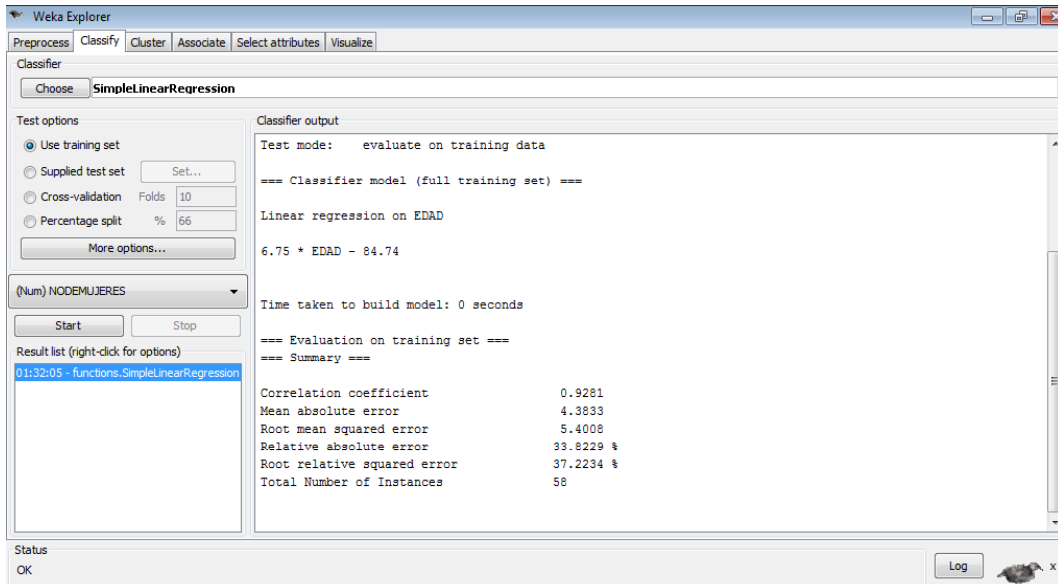 Weka Explorer
Preprocess Classify Cluster Associate Select attributes Visualize
Classifier
Choose SimpleLinearRegression
Test options
Use training set
Supplied test set Set...
Cross-validation Folds 10
Percentage split % 66
More options...
(Num) NODEMUJERES
Start Stop
Result list (right-click for options)
01:32:05 - functions.SimpleLinearRegression
Classifier output
Test mode: evaluate on training data
=== Classifier model (full training set) ===
Linear regression on EDAD
6.75 * EDAD - 84.74
Time taken to build model: 0 seconds
=== Evaluation on training set ===
=== Summary ===
Correlation coefficient 0.9281
Mean absolute error 4.3833
Root mean squared error 5.4008
Relative absolute error 33.8229 %
Root relative squared error 37.2234 %
Total Number of Instances 58
Status
OK
Log x